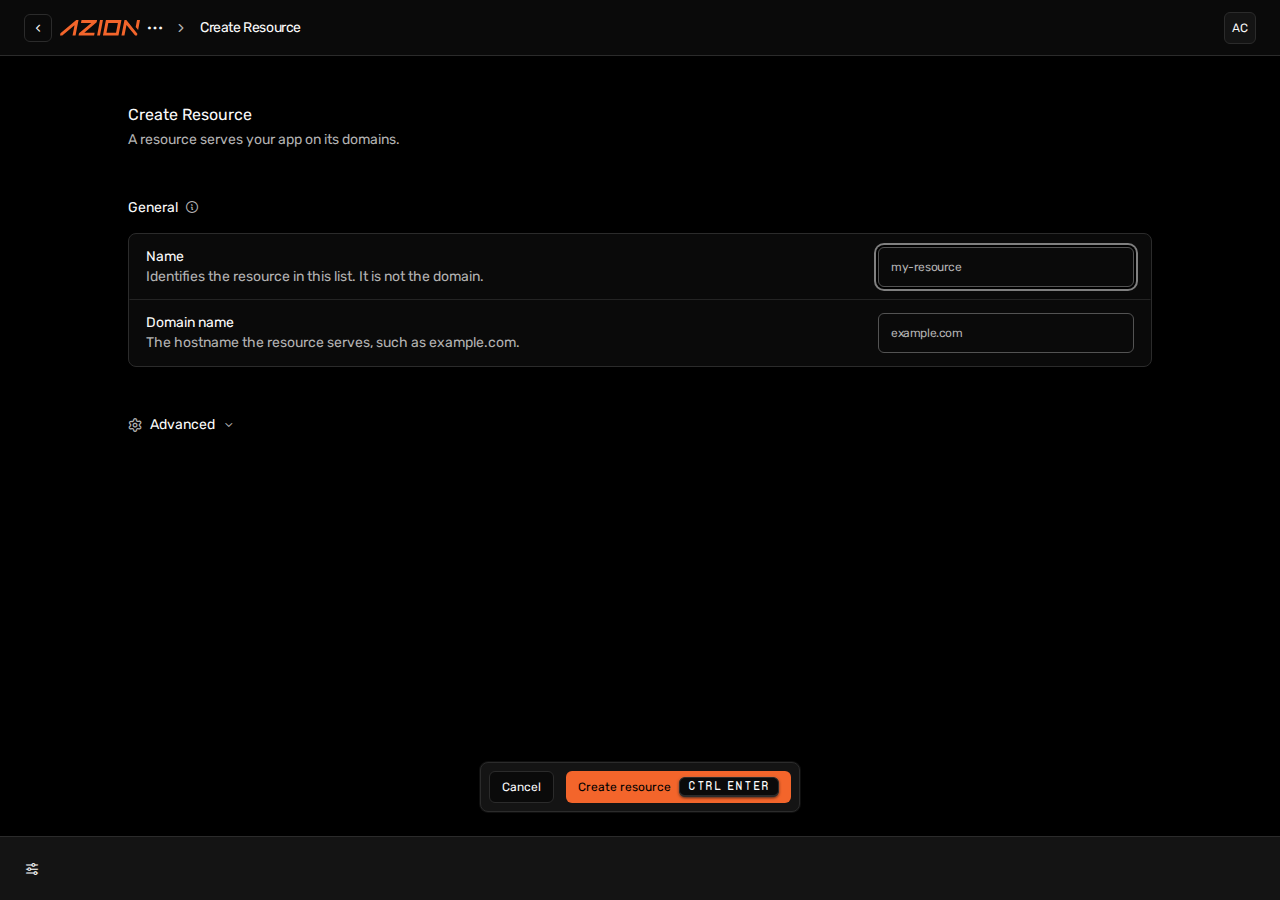 AZION ··· Create Resource
AC
Create Resource
A resource serves your app on its domains.
General
Name
Identifies the resource in this list. It is not the domain.
my-resource
Domain name
The hostname the resource serves, such as example.com.
example.com
Advanced
Cancel
Create resource CTRL ENTER